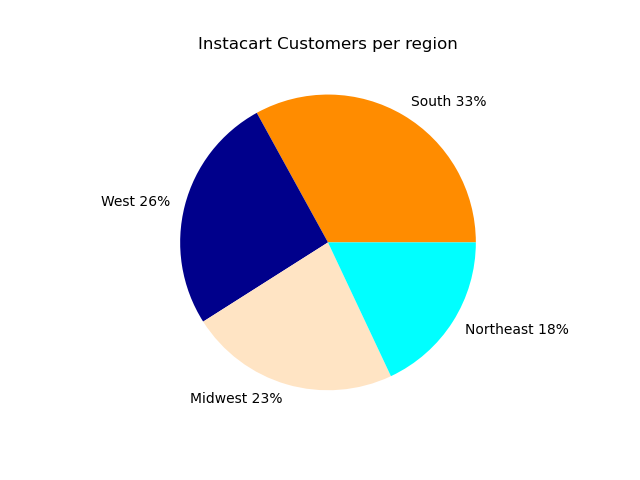 Instacart Customers per region
South 33%
West 26%
Northeast 18%
Midwest 23%